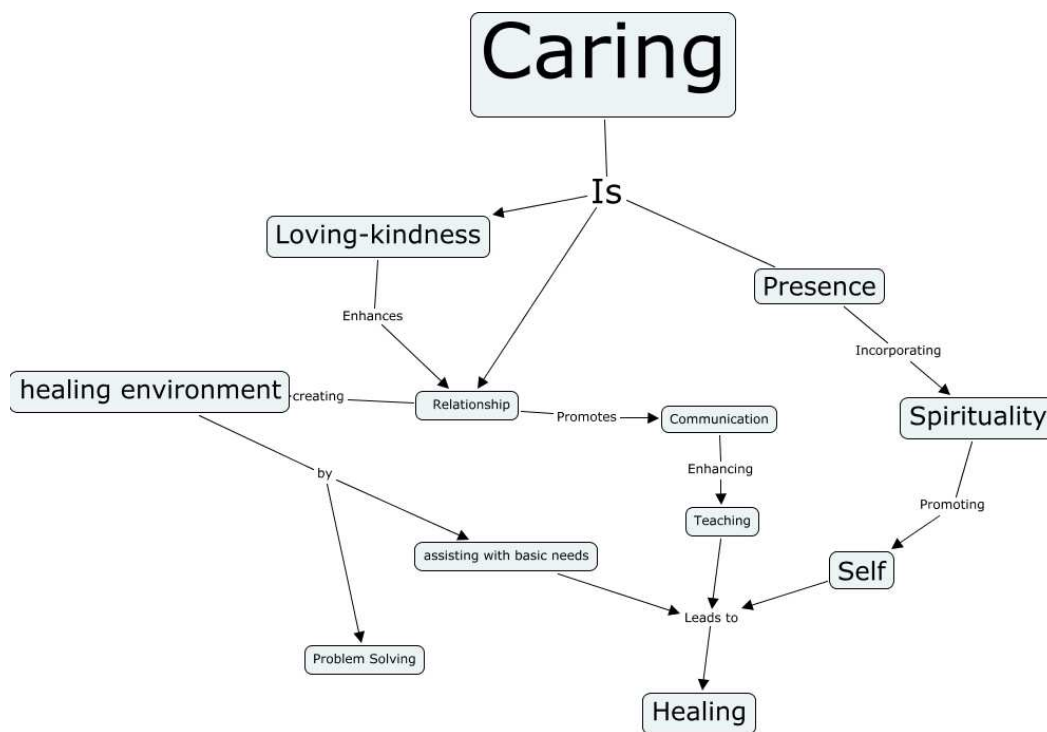 Caring
Is
Loving-kindness
Presence
Enhances
Incorporating
healing environment
creating
Relationship
Promotes
Communication
Spirituality
Enhancing
by
Promoting
Teaching
assisting with basic needs
Self
Leads to
Problem Solving
Healing